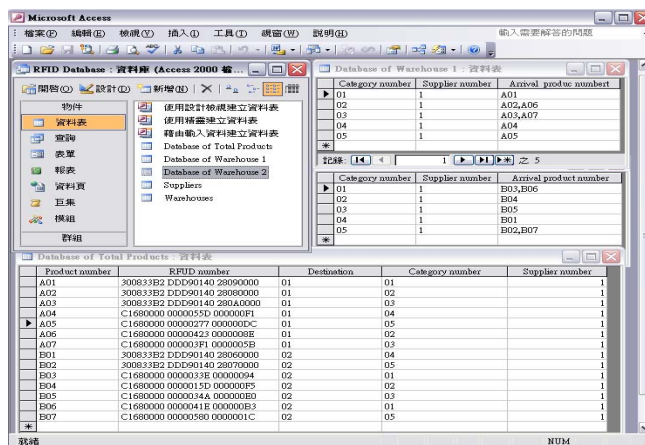 Microsoft Access
檔案(F) 編輯(E) 檢視(V) 插入(I) 工具(T) 視窗(W) 說明(H) 輸入需要解答的問題
RFID Database : 資料庫 (Access 2000 檔...
開啟(O) 設計(D) 新增(N)
物件
資料表
查詢
表單
報表
資料頁
巨集
模組
群組
使用設計檢視建立資料表
使用精靈建立資料表
藉由輸入資料建立資料表
Database of Total Products
Database of Warehouse 1
Database of Warehouse 2
Suppliers
Warehouses
Database of Warehouse 1 : 資料表
Category number Supplier number Arrival produc numbert
01 1 A01
02 1 A02,A06
03 1 A03,A07
04 1 A04
05 1 A05
記錄: 1 之 5
Category number Supplier number Arrival product number
01 1 B03,B06
02 1 B04
03 1 B05
04 1 B01
05 1 B02,B07
Database of Total Products : 資料表
Product number RFUD number Destination Category number Supplier number
A01 300833B2 DDD90140 28090000 01 01 1
A02 300833B2 DDD90140 28080000 01 02 1
A03 300833B2 DDD90140 280A0000 01 03 1
A04 C1680000 0000055D 000000F1 01 04 1
A05 C1680000 00000277 000000DC 01 05 1
A06 C1680000 00000423 0000008E 01 02 1
A07 C1680000 000003F1 0000005B 01 03 1
B01 300833B2 DDD90140 28060000 02 04 1
B02 300833B2 DDD90140 28070000 02 05 1
B03 C1680000 0000033E 00000094 02 01 1
B04 C1680000 0000015D 000000F5 02 02 1
B05 C1680000 0000034A 000000E0 02 03 1
B06 C1680000 0000041E 000000B3 02 01 1
B07 C1680000 00000580 0000001C 02 05 1
就緒 NUM